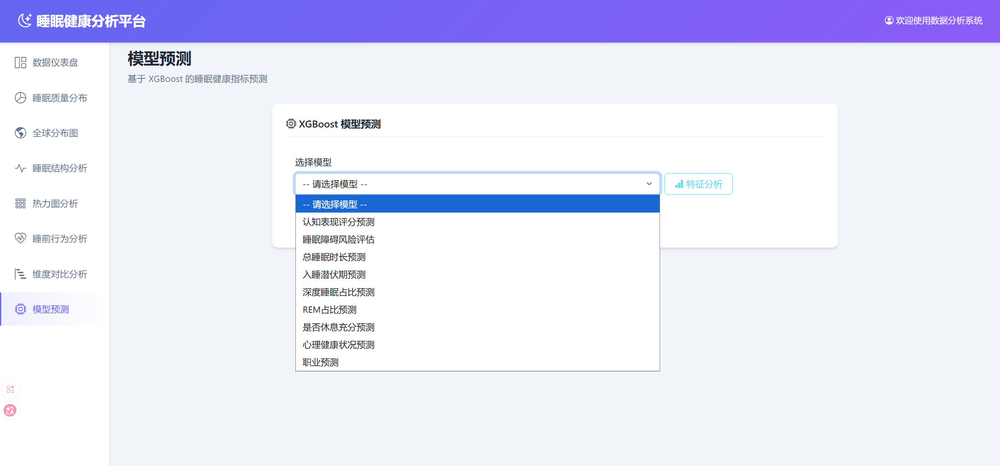 睡眠健康分析平台
欢迎使用数据分析系统
数据仪表盘
睡眠质量分布
全球分布图
睡眠结构分析
热力图分析
睡前行为分析
维度对比分析
模型预测
模型预测
基于 XGBoost 的睡眠健康指标预测
XGBoost 模型预测
选择模型
-- 请选择模型 --
特征分析
-- 请选择模型 --
认知表现评分预测
睡眠障碍风险评估
总睡眠时长预测
入睡潜伏期预测
深度睡眠占比预测
REM占比预测
是否休息充分预测
心理健康状况预测
职业预测